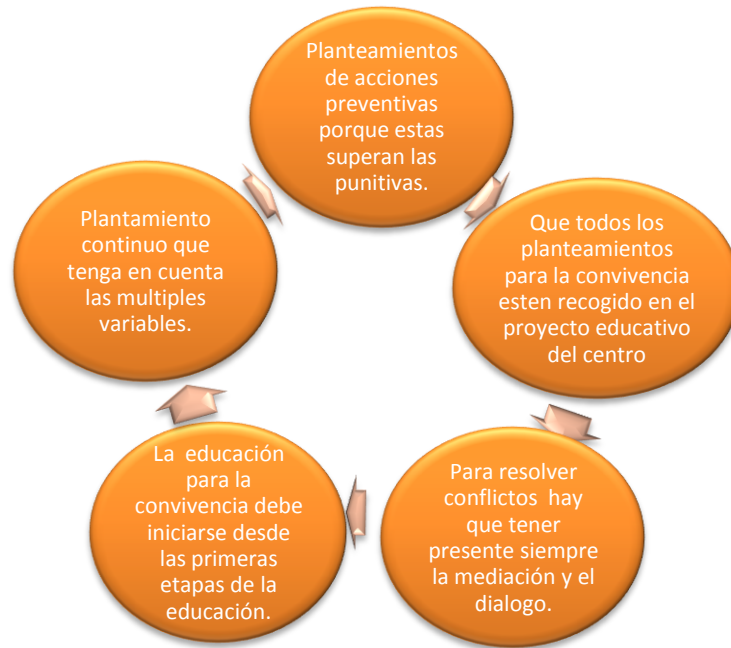 Planteamientos
de acciones
preventivas
porque estas
superan las
punitivas.
Que todos los
planteamientos
para la convivencia
esten recogido en el
proyecto educativo
del centro
Para resolver
conflictos hay
que tener
presente siempre
la mediación y el
dialogo.
La educación
para la
convivencia debe
iniciarse desde
las primeras
etapas de la
educación.
Plantamiento
continuo que
tenga en cuenta
las multiples
variables.